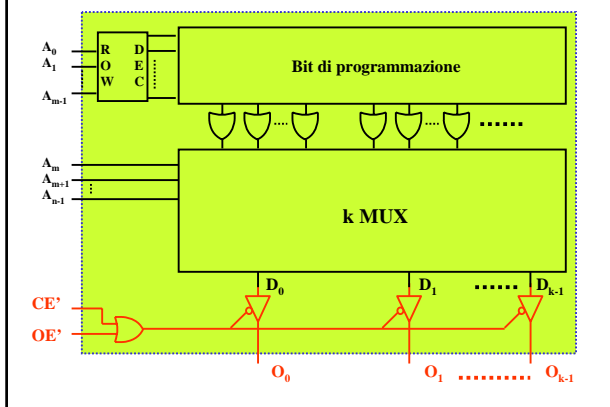 A0
A1
Am-1
R D
O E
W C
Bit di programmazione
Am
Am+1
An-1
k MUX
D0
D1
Dk-1
CE'
OE'
O0
O1
Ok-1